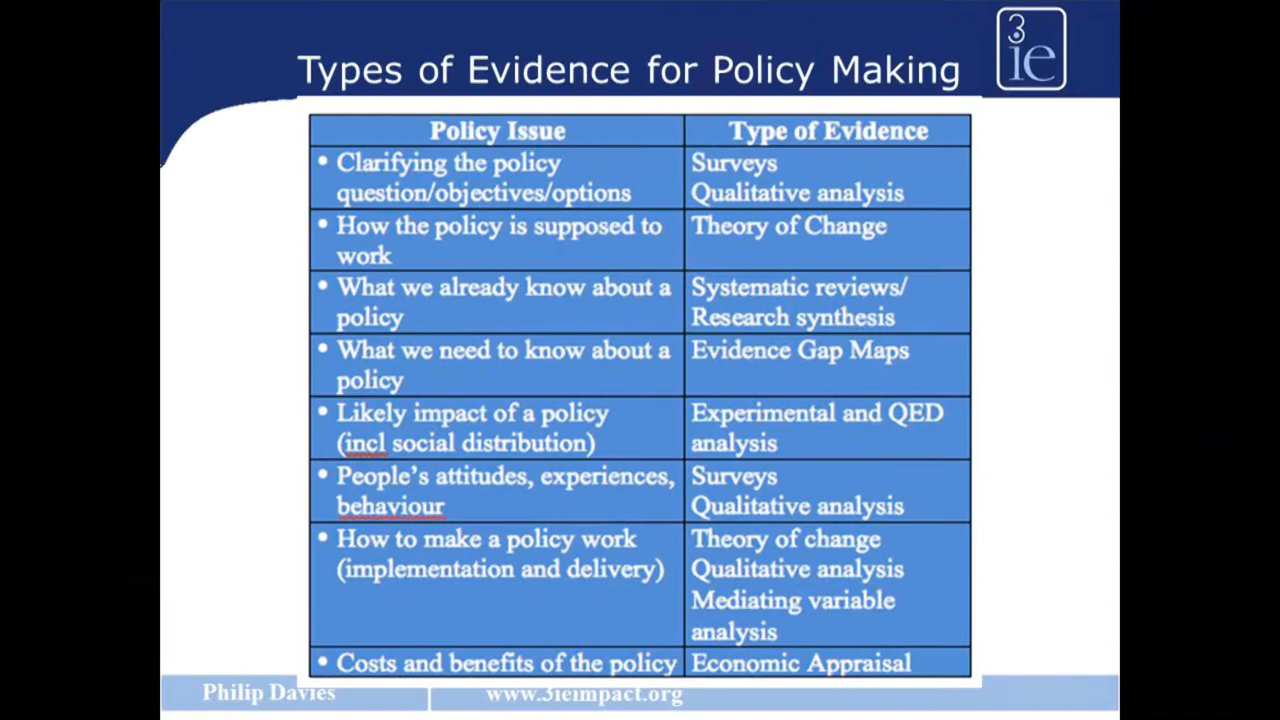 3
ie
Types of Evidence for Policy Making
Policy Issue
Type of Evidence
• Clarifying the policy
question/objectives/options
Surveys
Qualitative analysis
• How the policy is supposed to
work
Theory of Change
• What we already know about a
policy
Systematic reviews/
Research synthesis
• What we need to know about a
policy
Evidence Gap Maps
• Likely impact of a policy
(incl social distribution)
Experimental and QED
analysis
• People's attitudes, experiences,
behaviour
Surveys
Qualitative analysis
• How to make a policy work
(implementation and delivery)
Theory of change
Qualitative analysis
Mediating variable
analysis
• Costs and benefits of the policy
Economic Appraisal
Philip Davies
www.3ieimpact.org